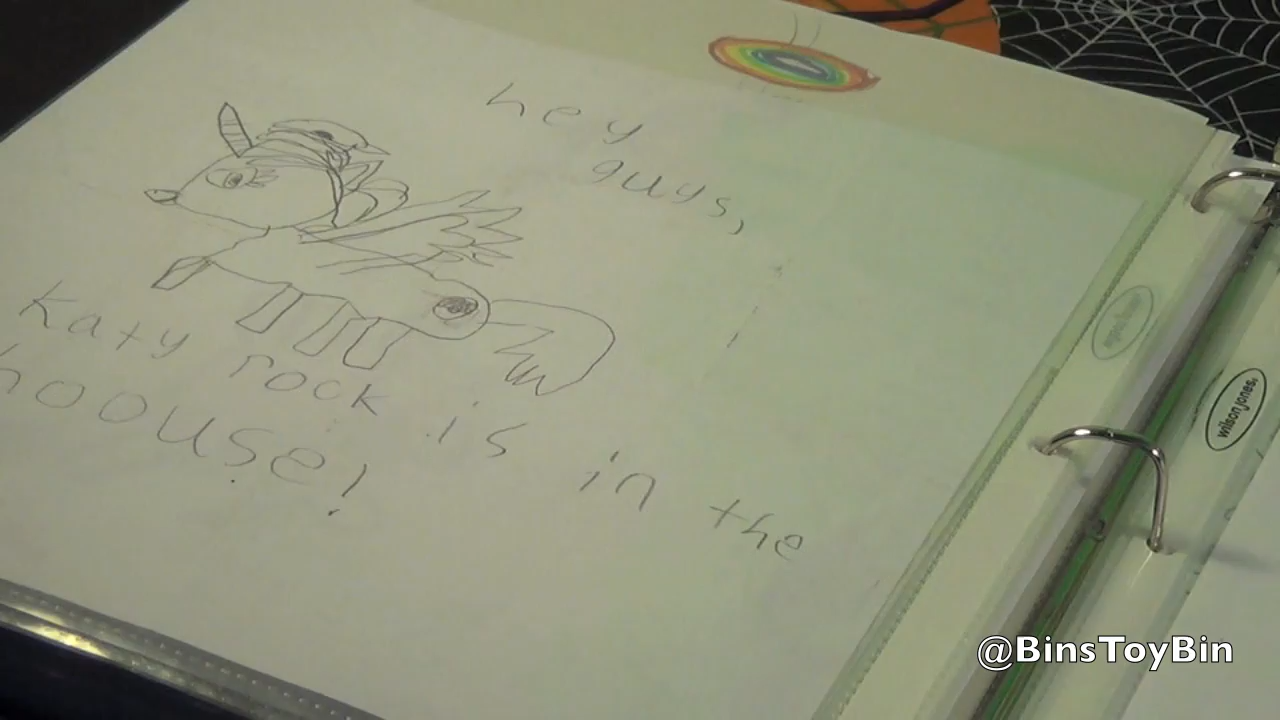 hey
guys,
Katy rock is in the
hoouse!
wilson jones.
@BinsToyBin